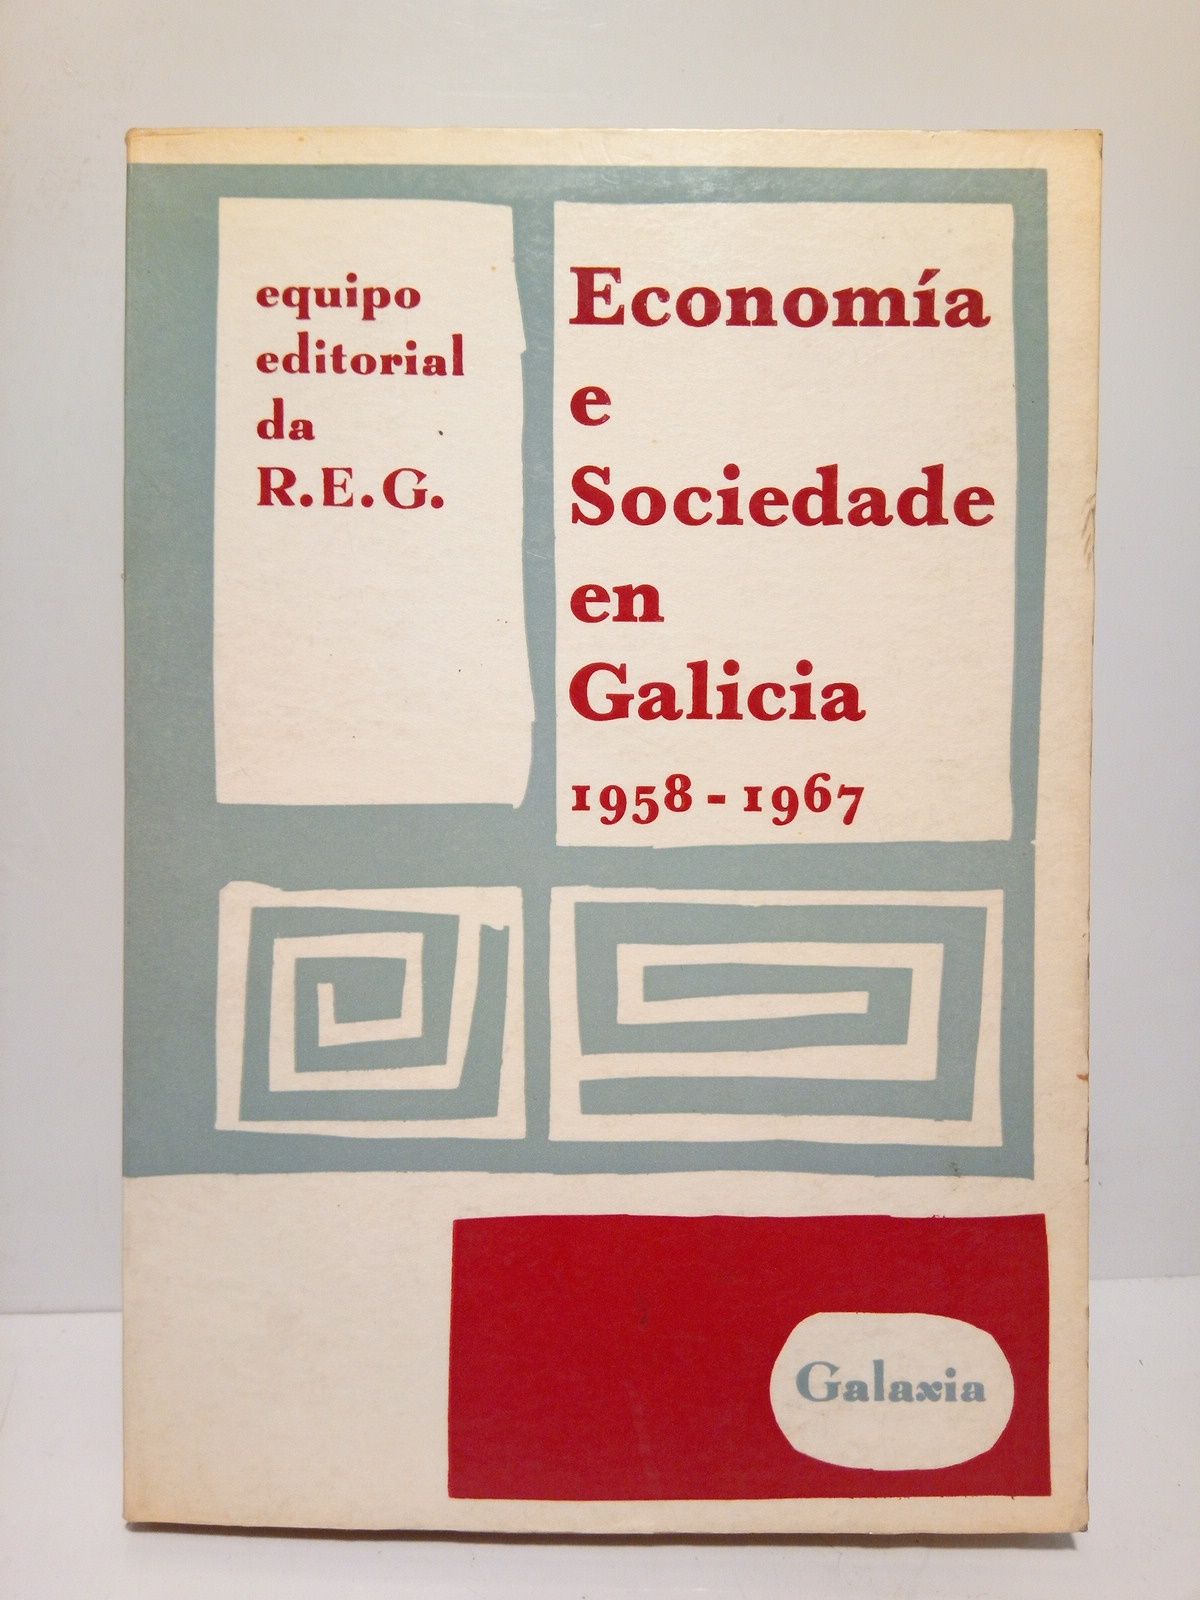 equipo
editorial
da
R.E.G.
Economía
e
Sociedade
en
Galicia
1958-1967
Galaxia